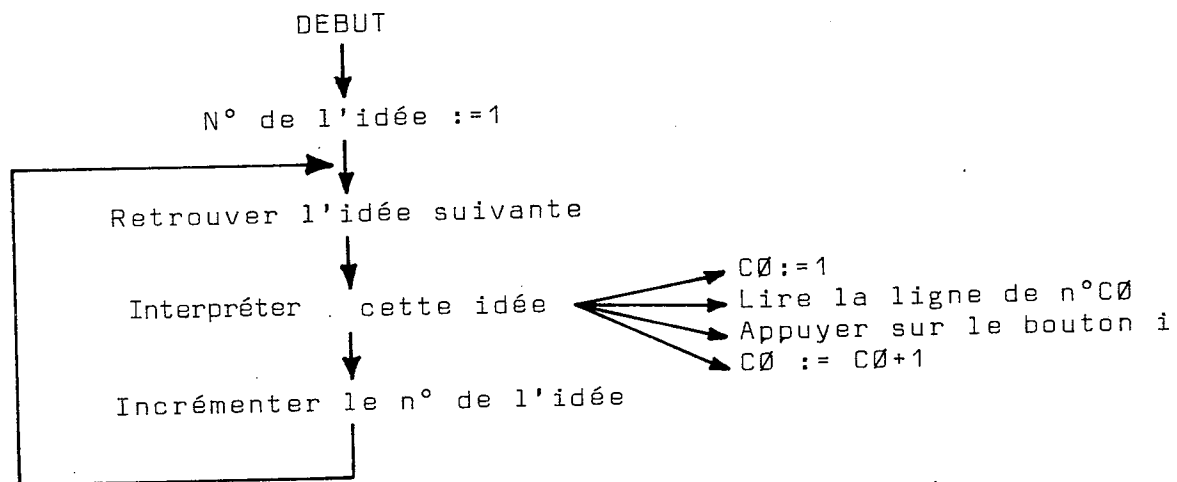 DEBUT
N° de l'idée :=1
Retrouver l'idée suivante
Interpréter . cette idée
CØ:=1
Lire la ligne de n°CØ
Appuyer sur le bouton i
CØ := CØ+1
Incrémenter le n° de l'idée